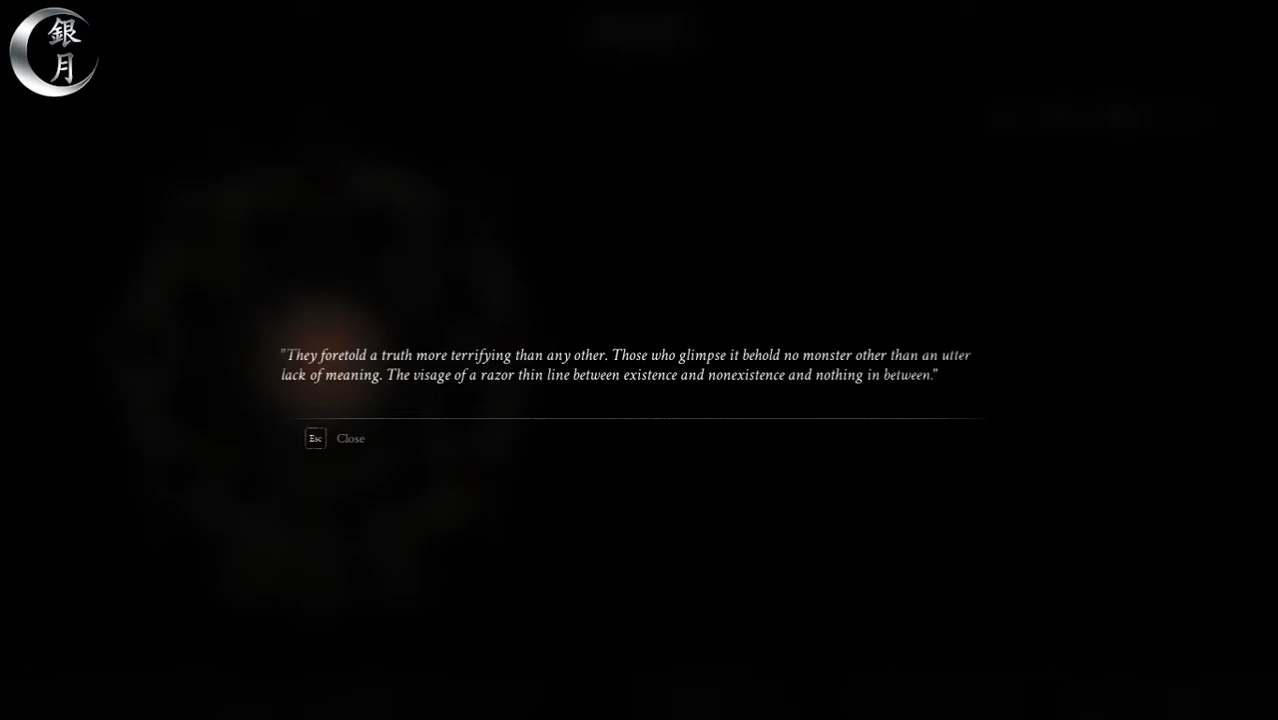 銀
月
"They foretold a truth more terrifying than any other. Those who glimpse it behold no monster other than an utter
lack of meaning. The visage of a razor thin line between existence and nonexistence and nothing in between."
Esc Close